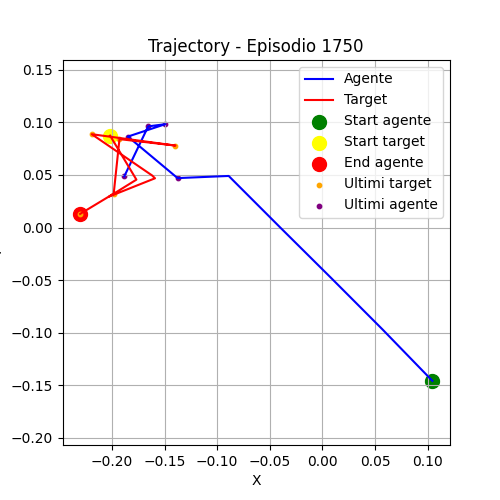 Trajectory - Episodio 1750
Agente
Target
Start agente
Start target
End agente
Ultimi target
Ultimi agente
0.15
0.10
0.05
0.00
−0.05
−0.10
−0.15
−0.20
−0.20
−0.15
−0.10
−0.05
0.00
0.05
0.10
X